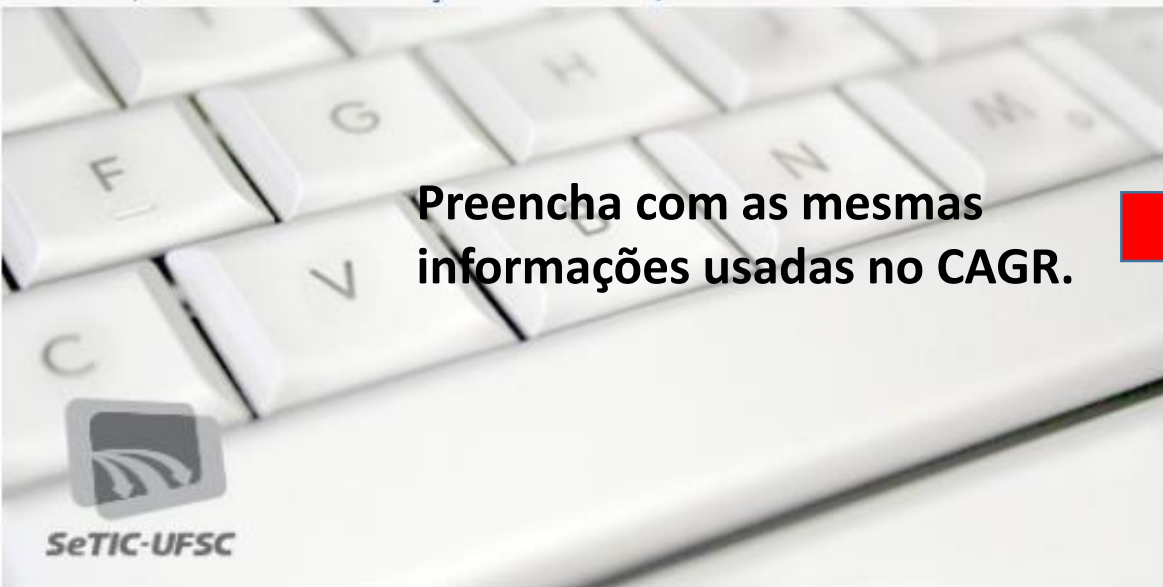 G
H
F
N
M
Preencha com as mesmas
B
informações usadas no CAGR.
V
C
SeTIC-UFSC